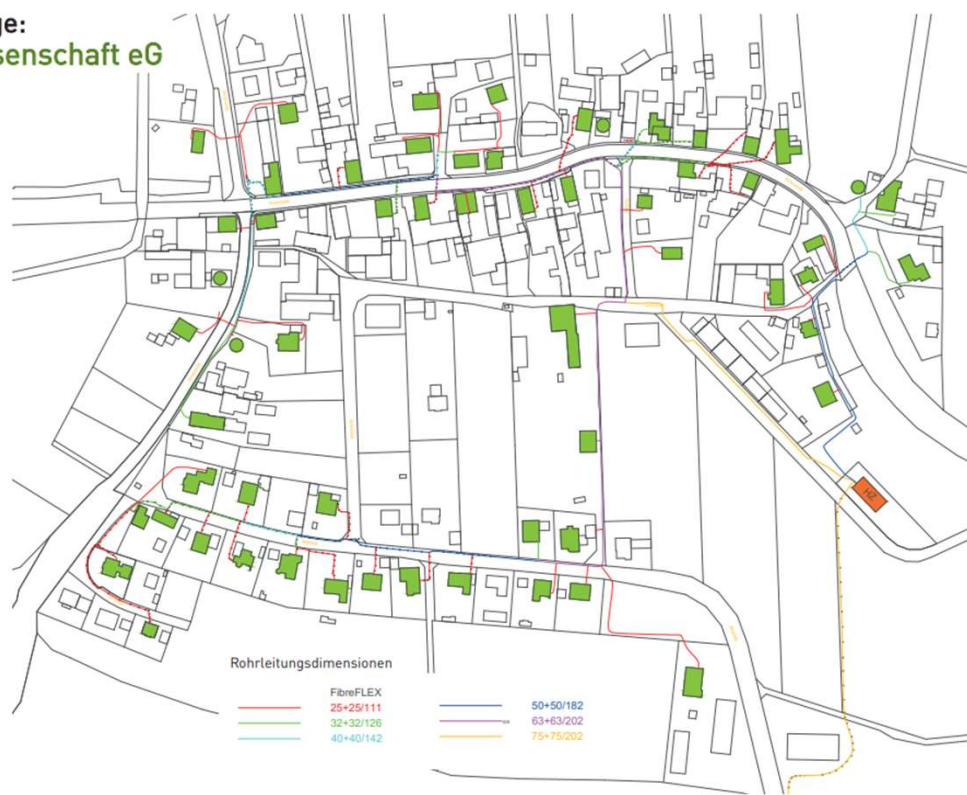 ge:
senschaft eG
HZ
Rohrleitungsdimensionen
FibreFLEX
25+25/111
32+32/126
40+40/142
50+50/182
63+63/202
75+75/202